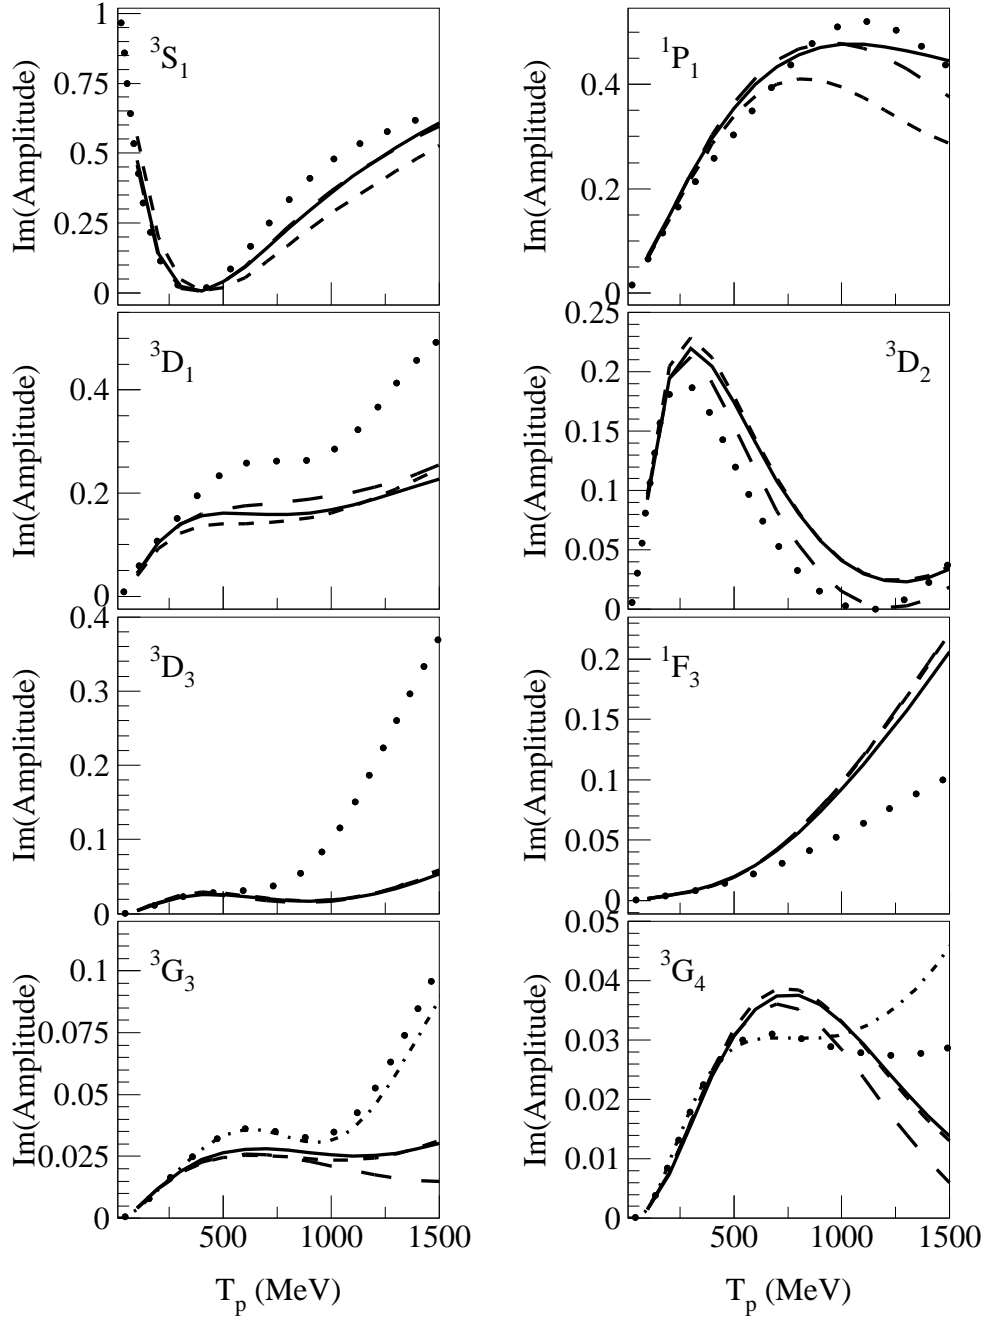 1
0.75
0.5
0.25
0
Im(Amplitude)
³S₁
0.4
0.2
0
Im(Amplitude)
¹P₁
0.4
0.2
0
Im(Amplitude)
³D₁
0.25
0.2
0.15
0.1
0.05
0
Im(Amplitude)
³D₂
0.4
0.3
0.2
0.1
0
Im(Amplitude)
³D₃
0.2
0.15
0.1
0.05
0
Im(Amplitude)
¹F₃
0.1
0.075
0.05
0.025
0
Im(Amplitude)
³G₃
500 1000 1500
T_p (MeV)
0.05
0.04
0.03
0.02
0.01
0
Im(Amplitude)
³G₄
500 1000 1500
T_p (MeV)